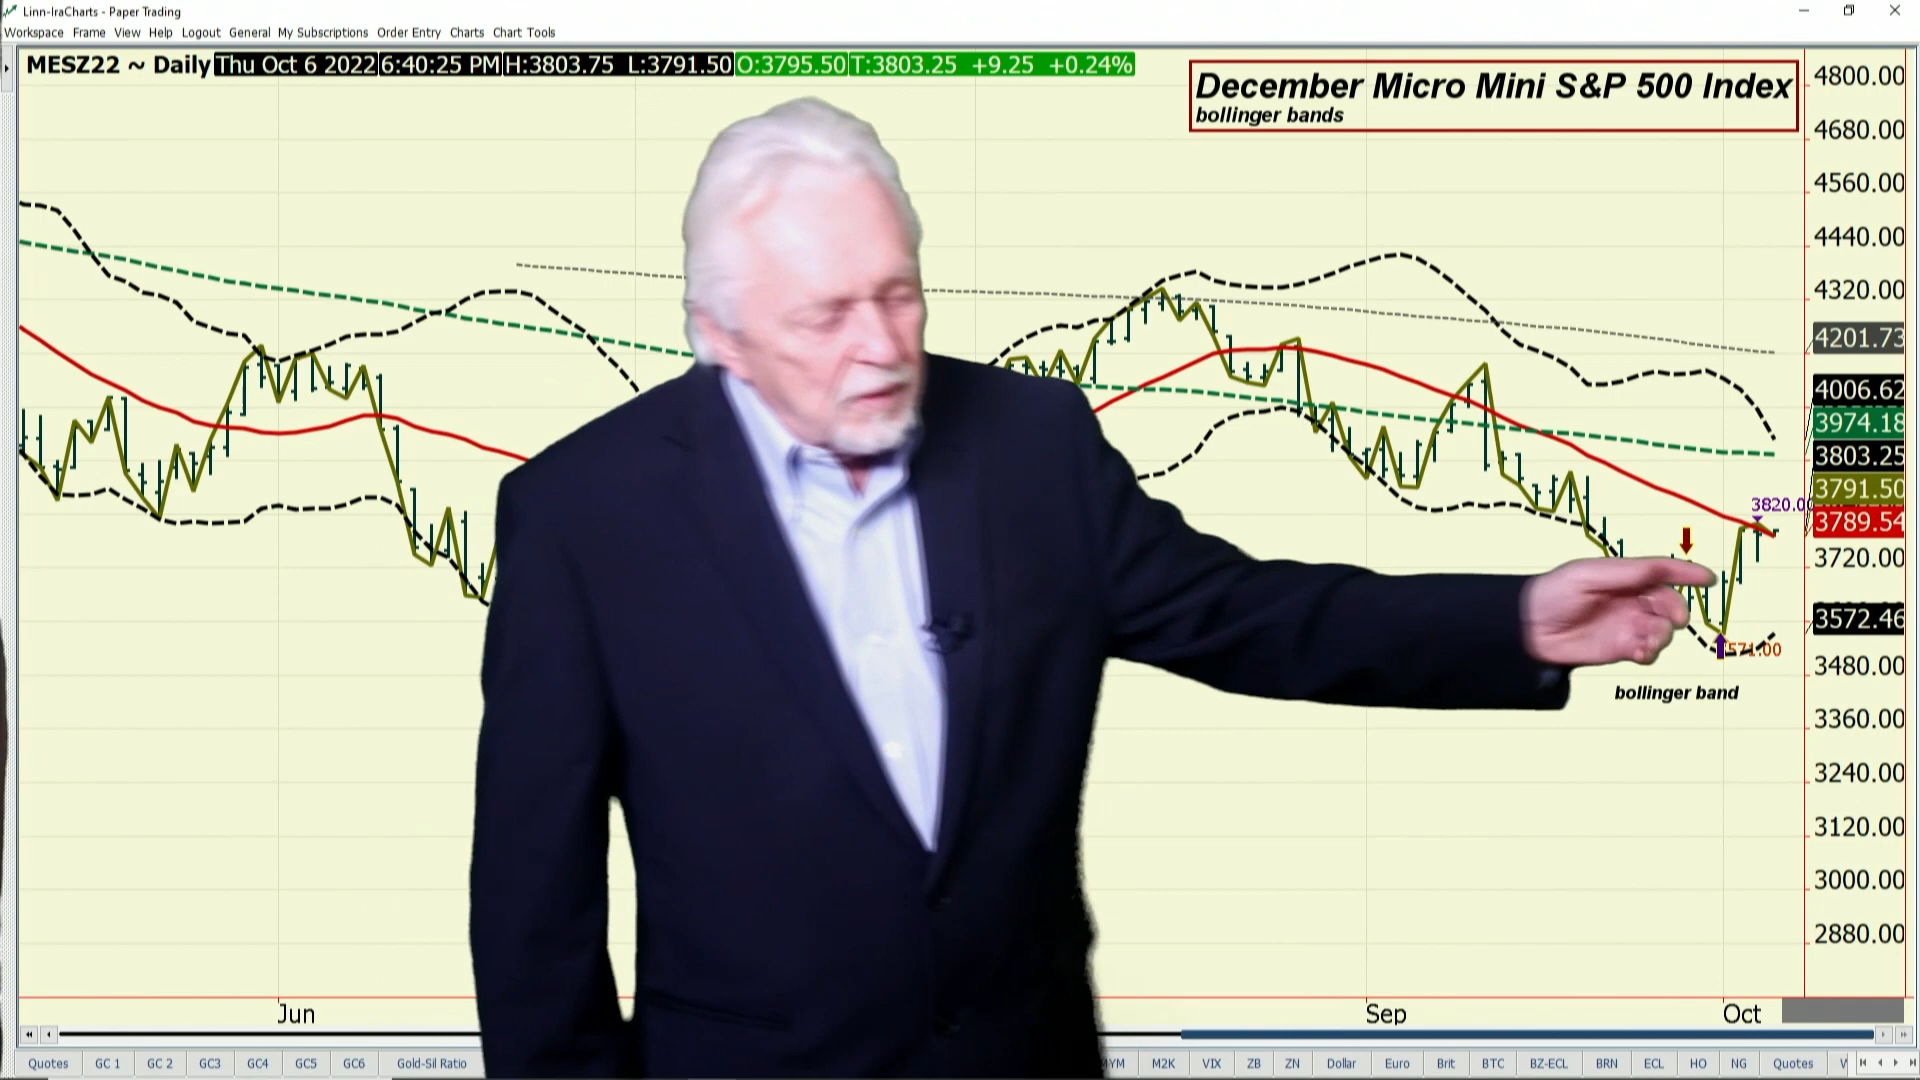 Linn-IraCharts - Paper Trading
Workspace Frame View Help Logout General My Subscriptions Order Entry Charts Chart Tools
MESZ22 ~ Daily Thu Oct 6 2022 6:40:25 PM H:3803.75 L:3791.50 O:3795.50 T:3803.25 +9.25 +0.24%
December Micro Mini S&P 500 Index
bollinger bands
4800.00
4680.00
4560.00
4440.00
4320.00
4201.73
4006.62
3974.18
3803.25
3791.50
3820.00
3789.54
3720.00
3572.46
571.00
3480.00
bollinger band
3360.00
3240.00
3120.00
3000.00
2880.00
Jun Sep Oct
Quotes GC 1 GC 2 GC3 GC4 GC5 GC6 Gold-Sil Ratio MYM M2K VIX ZB ZN Dollar Euro Brit BTC BZ-ECL BRN ECL HO NG Quotes